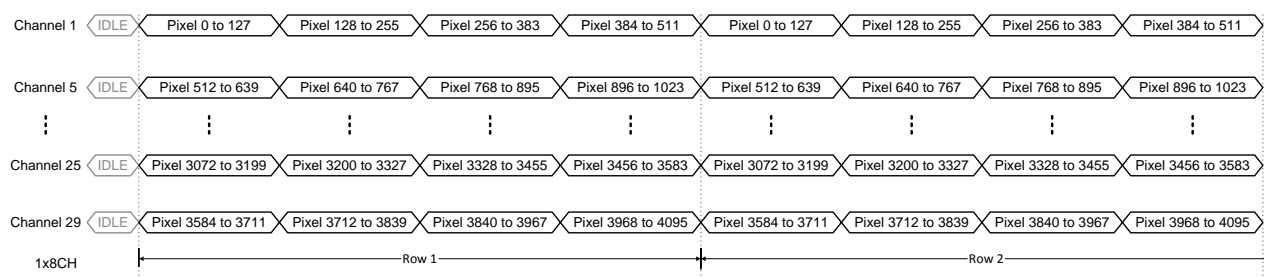 Channel 1 IDLE Pixel 0 to 127 Pixel 128 to 255 Pixel 256 to 383 Pixel 384 to 511 Pixel 0 to 127 Pixel 128 to 255 Pixel 256 to 383 Pixel 384 to 511
Channel 5 IDLE Pixel 512 to 639 Pixel 640 to 767 Pixel 768 to 895 Pixel 896 to 1023 Pixel 512 to 639 Pixel 640 to 767 Pixel 768 to 895 Pixel 896 to 1023
Channel 25 IDLE Pixel 3072 to 3199 Pixel 3200 to 3327 Pixel 3328 to 3455 Pixel 3456 to 3583 Pixel 3072 to 3199 Pixel 3200 to 3327 Pixel 3328 to 3455 Pixel 3456 to 3583
Channel 29 IDLE Pixel 3584 to 3711 Pixel 3712 to 3839 Pixel 3840 to 3967 Pixel 3968 to 4095 Pixel 3584 to 3711 Pixel 3712 to 3839 Pixel 3840 to 3967 Pixel 3968 to 4095
1x8CH Row 1 Row 2